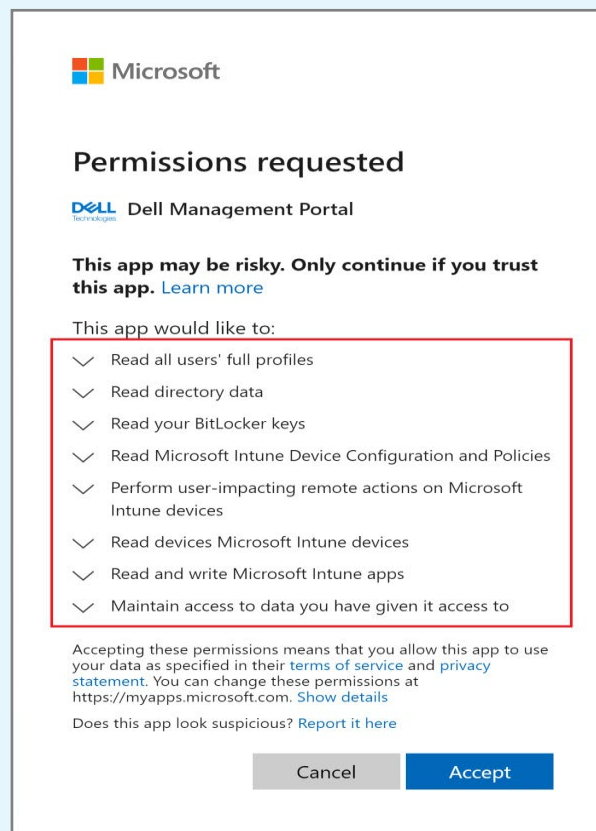 Microsoft
Permissions requested
DELL
Technologies
Dell Management Portal
This app may be risky. Only continue if you trust
this app. Learn more
This app would like to:
Read all users' full profiles
Read directory data
Read your BitLocker keys
Read Microsoft Intune Device Configuration and Policies
Perform user-impacting remote actions on Microsoft
Intune devices
Read devices Microsoft Intune devices
Read and write Microsoft Intune apps
Maintain access to data you have given it access to
Accepting these permissions means that you allow this app to use
your data as specified in their terms of service and privacy
statement. You can change these permissions at
https://myapps.microsoft.com. Show details
Does this app look suspicious? Report it here
Cancel
Accept